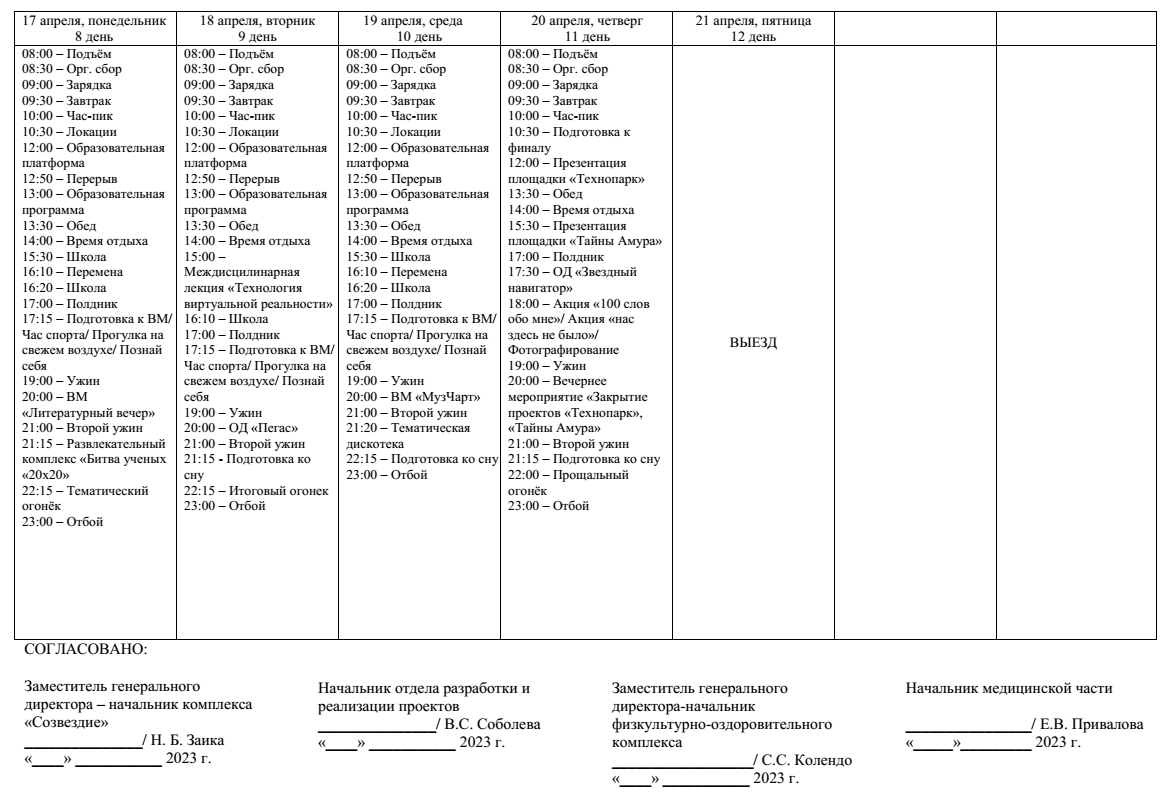 17 апреля, понедельник
8 день
08:00 – Подъём
08:30 – Орг. сбор
09:00 – Зарядка
09:30 – Завтрак
10:00 – Час-пик
10:30 – Локации
12:00 – Образовательная
платформа
12:50 – Перерыв
13:00 – Образовательная
программа
13:30 – Обед
14:00 – Время отдыха
15:30 – Школа
16:10 – Перемена
16:20 – Школа
17:00 – Полдник
17:15 – Подготовка к ВМ/
Час спорта/ Прогулка на
свежем воздухе/ Познай
себя
19:00 – Ужин
20:00 – ВМ
«Литературный вечер»
21:00 – Второй ужин
21:15 – Развлекательный
комплекс «Битва ученых
«20х20»
22:15 – Тематический
огонёк
23:00 – Отбой
18 апреля, вторник
9 день
08:00 – Подъём
08:30 – Орг. сбор
09:00 – Зарядка
09:30 – Завтрак
10:00 – Час-пик
10:30 – Локации
12:00 – Образовательная
платформа
12:50 – Перерыв
13:00 – Образовательная
программа
13:30 – Обед
14:00 – Время отдыха
15:00 –
Междисцилинарная
лекция «Технология
виртуальной реальности»
16:10 – Школа
17:00 – Полдник
17:15 – Подготовка к ВМ/
Час спорта/ Прогулка на
свежем воздухе/ Познай
себя
19:00 – Ужин
20:00 – ОД «Пегас»
21:00 – Второй ужин
21:15 - Подготовка ко
сну
22:15 – Итоговый огонек
23:00 – Отбой
19 апреля, среда
10 день
08:00 – Подъём
08:30 – Орг. сбор
09:00 – Зарядка
09:30 – Завтрак
10:00 – Час-пик
10:30 – Локации
12:00 – Образовательная
платформа
12:50 – Перерыв
13:00 – Образовательная
программа
13:30 – Обед
14:00 – Время отдыха
15:30 – Школа
16:10 – Перемена
16:20 – Школа
17:00 – Полдник
17:15 – Подготовка к ВМ/
Час спорта/ Прогулка на
свежем воздухе/ Познай
себя
19:00 – Ужин
20:00 – ВМ «МузЧарт»
21:00 – Второй ужин
21:20 – Тематическая
дискотека
22:15 – Подготовка ко сну
23:00 – Отбой
20 апреля, четверг
11 день
08:00 – Подъём
08:30 – Орг. сбор
09:00 – Зарядка
09:30 – Завтрак
10:00 – Час-пик
10:30 – Подготовка к
финалу
12:00 – Презентация
площадки «Технопарк»
13:30 – Обед
14:00 – Время отдыха
15:30 – Презентация
площадки «Тайны Амура»
17:00 – Полдник
17:30 – ОД «Звездный
навигатор»
18:00 – Акция «100 слов
обо мне»/ Акция «нас
здесь не было»/
Фотографирование
19:00 – Ужин
20:00 – Вечернее
мероприятие «Закрытие
проектов «Технопарк»,
«Тайны Амура»
21:00 – Второй ужин
21:15 – Подготовка ко сну
22:00 – Прощальный
огонёк
23:00 – Отбой
21 апреля, пятница
12 день
ВЫЕЗД
СОГЛАСОВАНО:
Заместитель генерального
директора – начальник комплекса
«Созвездие»
_______________/ Н. Б. Заика
«____» ___________ 2023 г.
Начальник отдела разработки и
реализации проектов
_______________/ В.С. Соболева
«____» ___________ 2023 г.
Заместитель генерального
директора-начальник
физкультурно-оздоровительного
комплекса
__________________/ С.С. Колендо
«____» ___________ 2023 г.
Начальник медицинской части
________________/ Е.В. Привалова
«_____»_________ 2023 г.